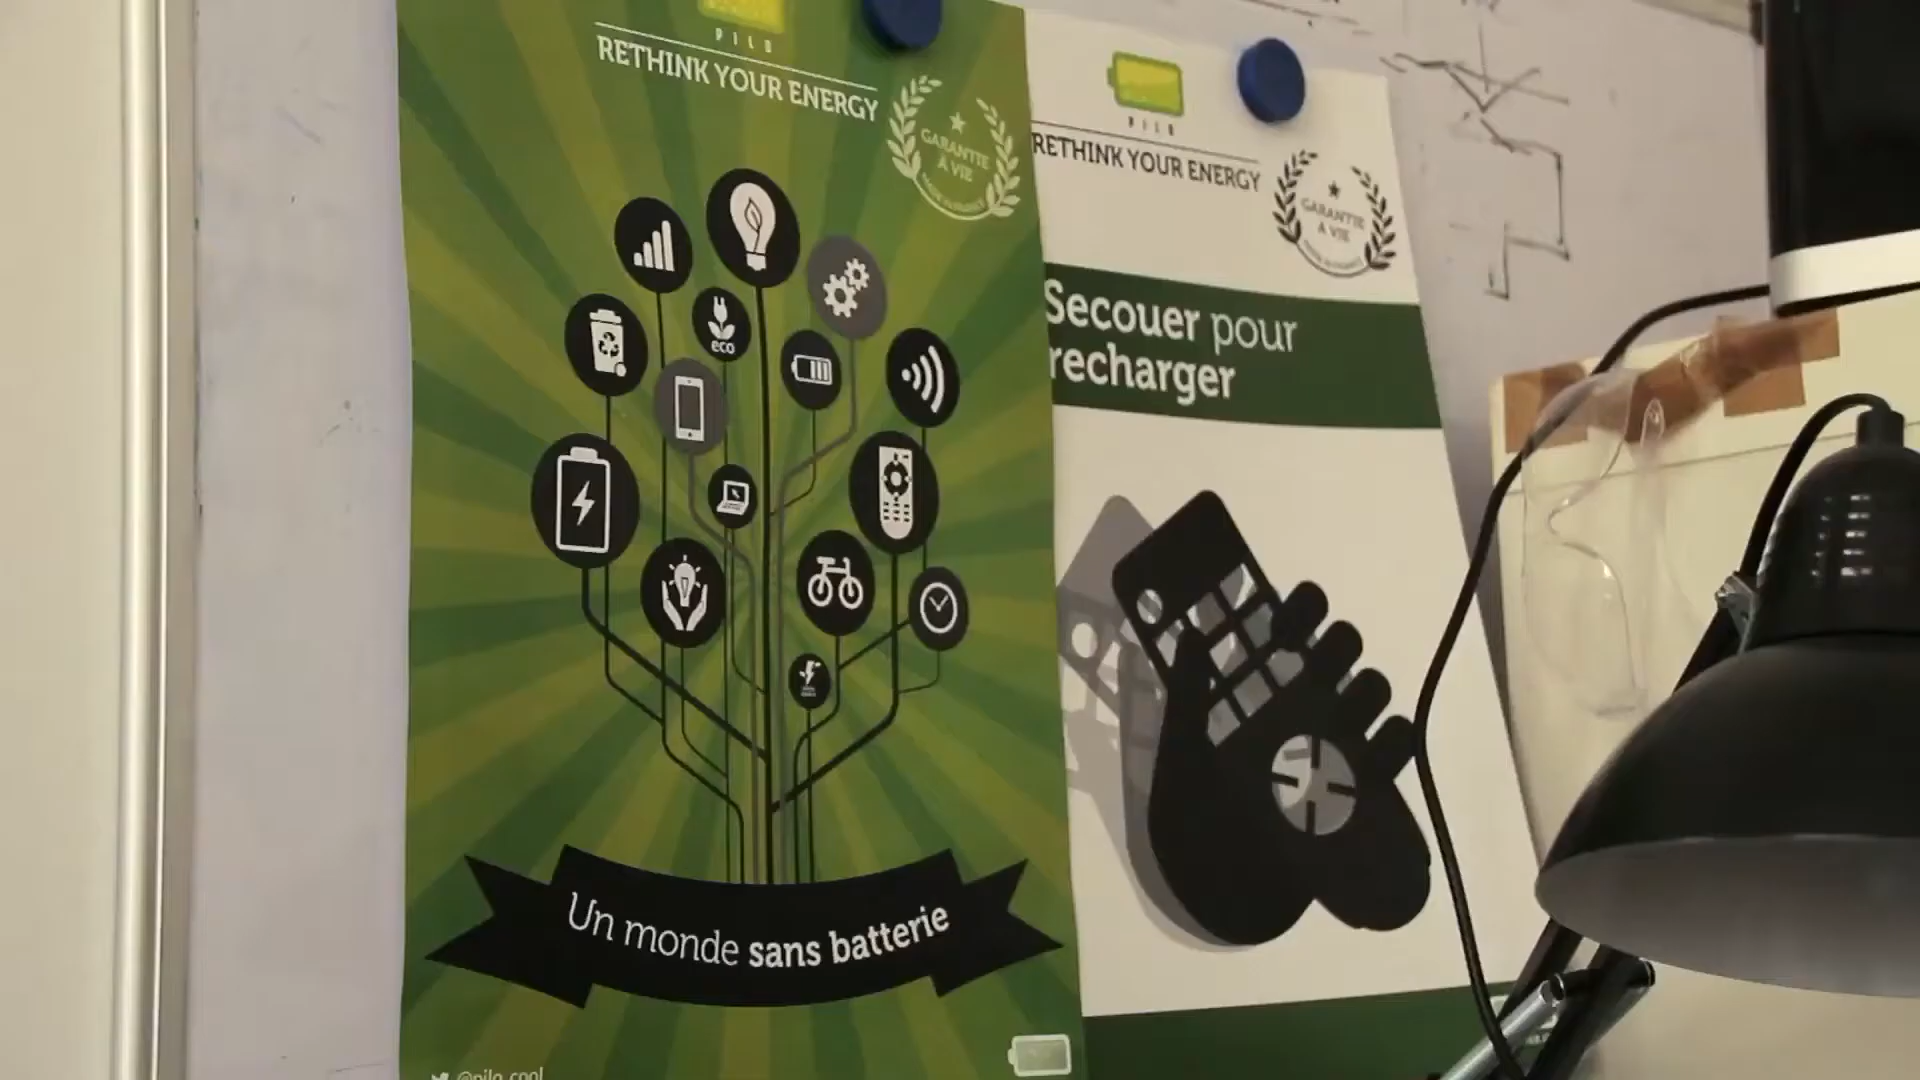 PILO
RETHINK YOUR ENERGY
GARANTIE
À VIE
eco
Un monde sans batterie
@pilo_cool
PILO
RETHINK YOUR ENERGY
GARANTIE
À VIE
Secouer pour
recharger